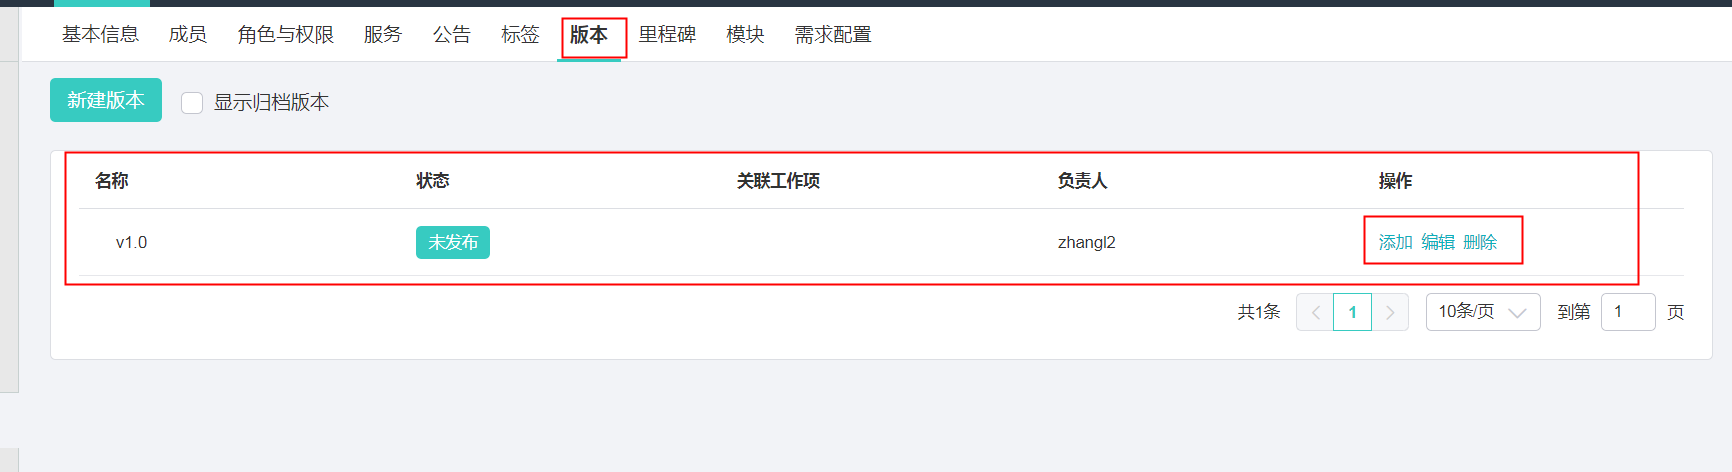 基本信息 成员 角色与权限 服务 公告 标签 版本 里程碑 模块 需求配置
新建版本 显示归档版本
名称 状态 关联工作项 负责人 操作
v1.0 未发布 zhangl2 添加 编辑 删除
共1条 1 10条/页 到第 1 页